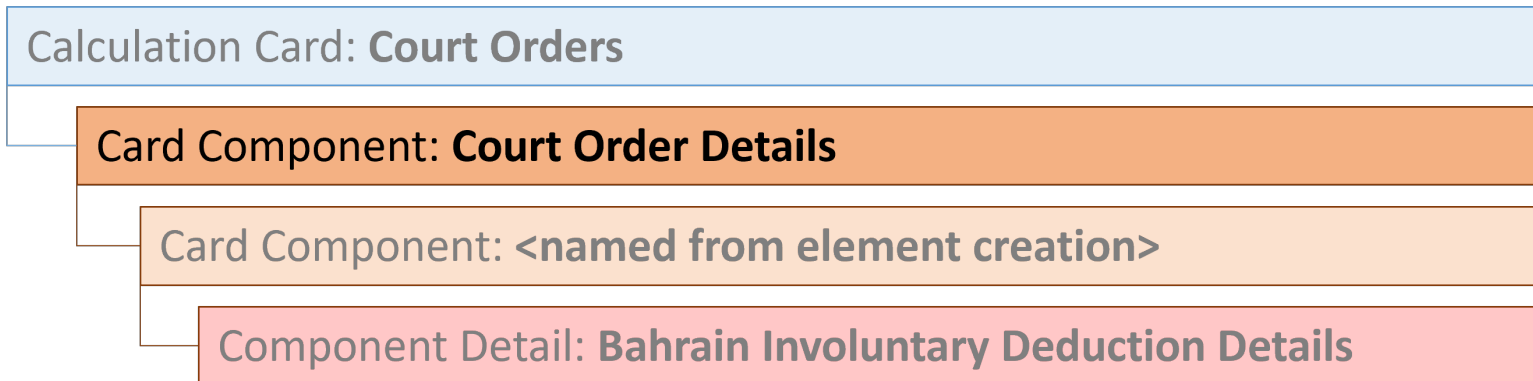 Calculation Card: Court Orders
Card Component: Court Order Details
Card Component: <named from element creation>
Component Detail: Bahrain Involuntary Deduction Details